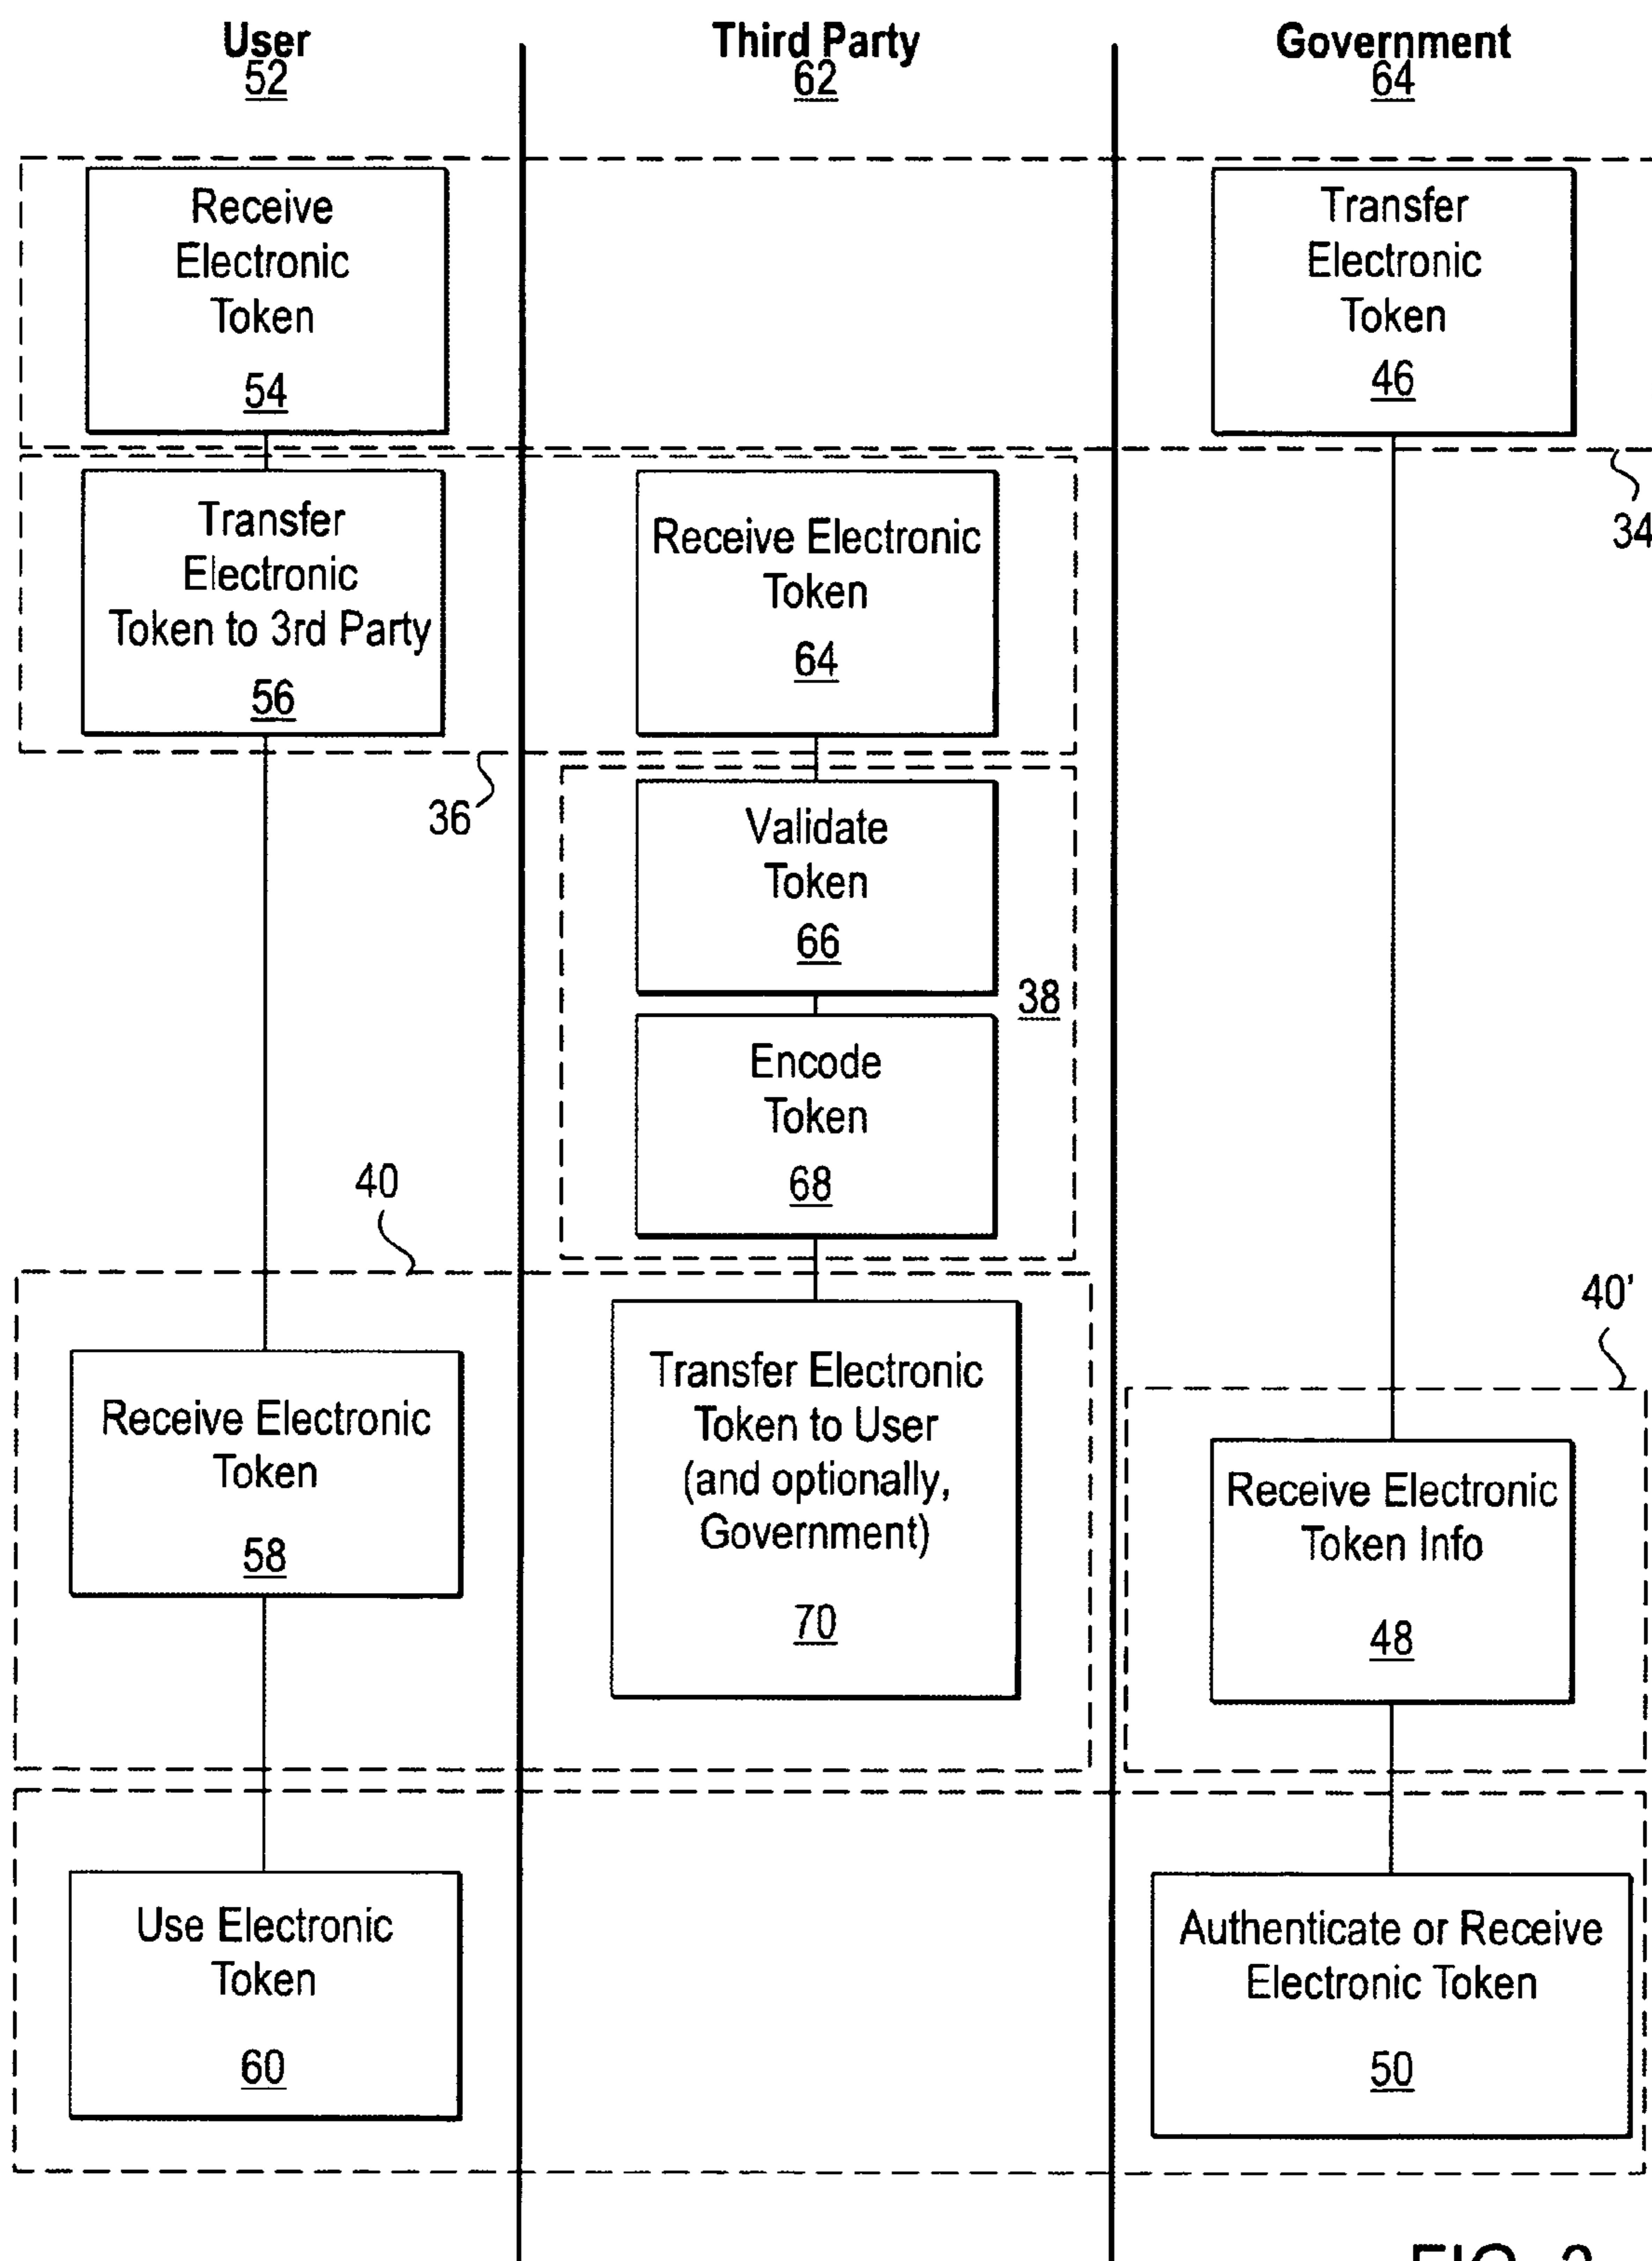 User
52
Third Party
62
Government
64
Receive
Electronic
Token
54
Transfer
Electronic
Token
46
34
Transfer
Electronic
Token to 3rd Party
56
Receive Electronic
Token
64
36
Validate
Token
66
38
Encode
Token
68
40
40'
Receive Electronic
Token
58
Transfer Electronic
Token to User
(and optionally,
Government)
70
Receive Electronic
Token Info
48
Use Electronic
Token
60
Authenticate or Receive
Electronic Token
50
FIG.